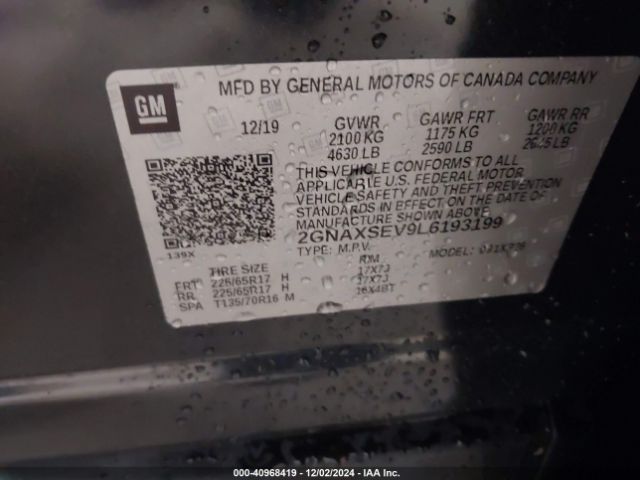 GM
MFD BY GENERAL MOTORS OF CANADA COMPANY
12/19 GVWR GAWR FRT GAWR RR
2100 KG 1175 KG 1200 KG
4630 LB 2590 LB LB
THIS VEHICLE CONFORMS TO ALL
APPLICABLE U.S. FEDERAL MOTOR
VEHICLE SAFETY AND THEFT PREVENTION
STANDARDS IN EFFECT ON THE DATE OF
MANUFACTURE SHOWN ABOVE.
2GNAXSEV9L6193199
TYPE: M.P.V. MODEL:
139X
TIRE SIZE RIM
FRT 225/65R17 H 17X7J
RR 225/65R17 H 17X7J
SPA T135/70R16 M 16X4BT
000-40968419 - 12/02/2024 - IAA Inc.